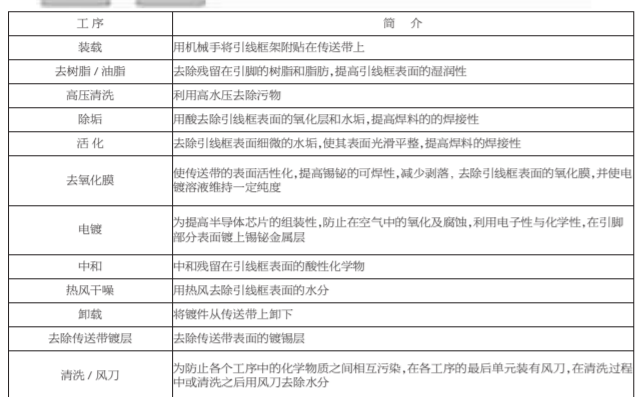 工序 简 介
装载 用机械手将引线框架附贴在传送带上
去树脂 / 油脂 去除残留在引脚的树脂和脂肪,提高引线框表面的湿润性
高压清洗 利用高水压去除污物
除垢 用酸去除引线框表面的氧化层和水垢,提高焊料的的焊接性
活 化 去除引线框表面细微的水垢,使其表面光滑平整,提高焊料的焊接性
去氧化膜 使传送带的表面活性化,提高锡铋的可焊性,减少剥落, 去除引线框表面的氧化膜,并使电
镀溶液维持一定纯度
电镀 为提高半导体芯片的组装性,防止在空气中的氧化及腐蚀,利用电子性与化学性,在引脚
部分表面镀上锡铋金属层
中和 中和残留在引线框表面的酸性化学物
热风干噪 用热风去除引线框表面的水分
卸载 将镀件从传送带上卸下
去除传送带镀层 去除传送带表面的镀锡层
清洗 / 风刀 为防止各个工序中的化学物质之间相互污染,在各工序的最后单元装有风刀,在清洗过程
中或清洗之后用风刀去除水分